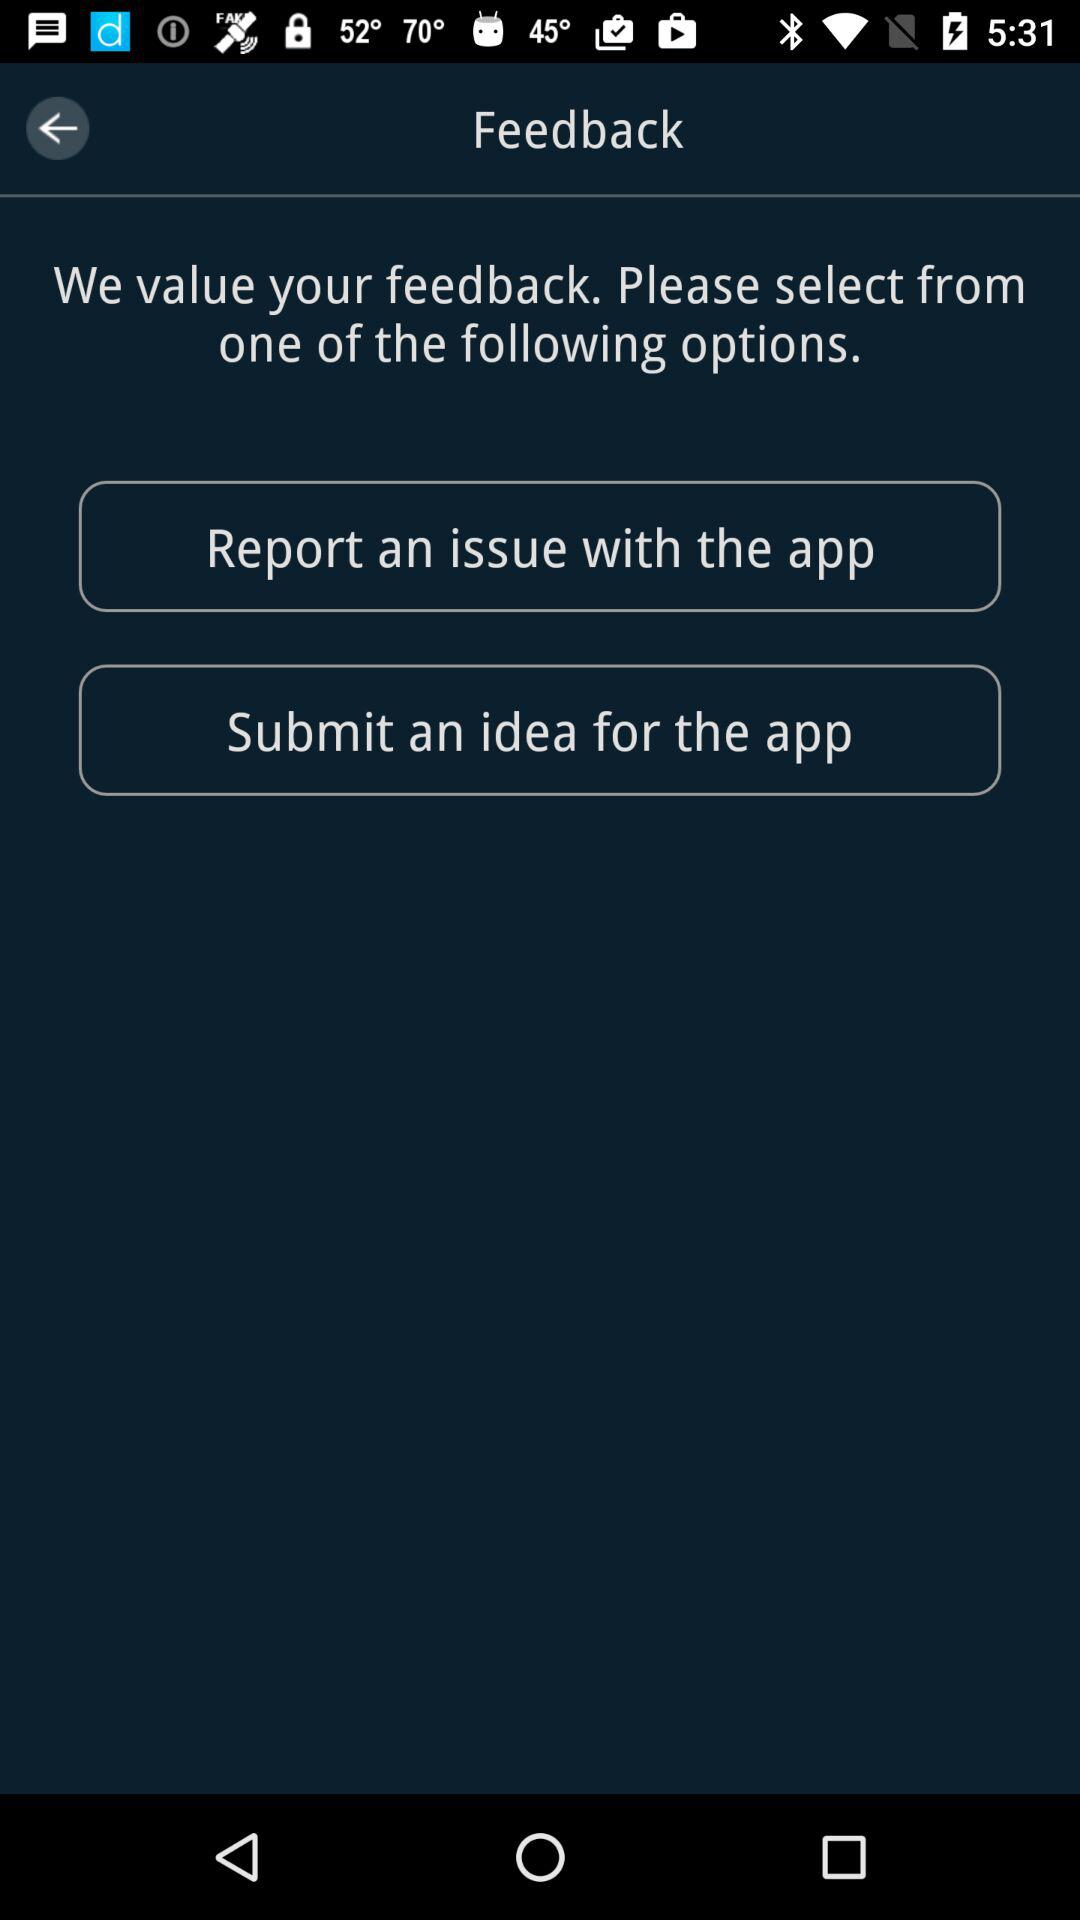 FAKE 52° 70° 45° 5:31
Feedback
We value your feedback. Please select from
one of the following options.
Report an issue with the app
Submit an idea for the app